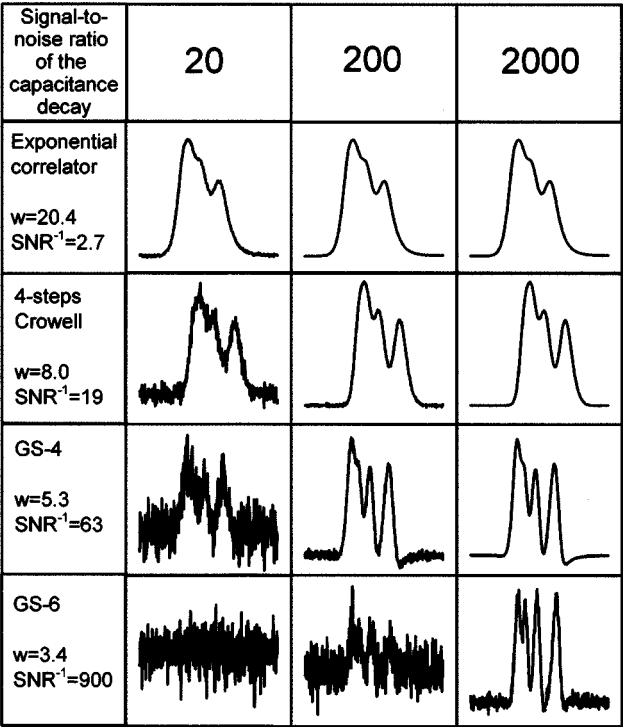 Signal-to-
noise ratio
of the
capacitance
decay
20
200
2000
Exponential
correlator
w=20.4
SNR⁻¹=2.7
4-steps
Crowell
w=8.0
SNR⁻¹=19
GS-4
w=5.3
SNR⁻¹=63
GS-6
w=3.4
SNR⁻¹=900